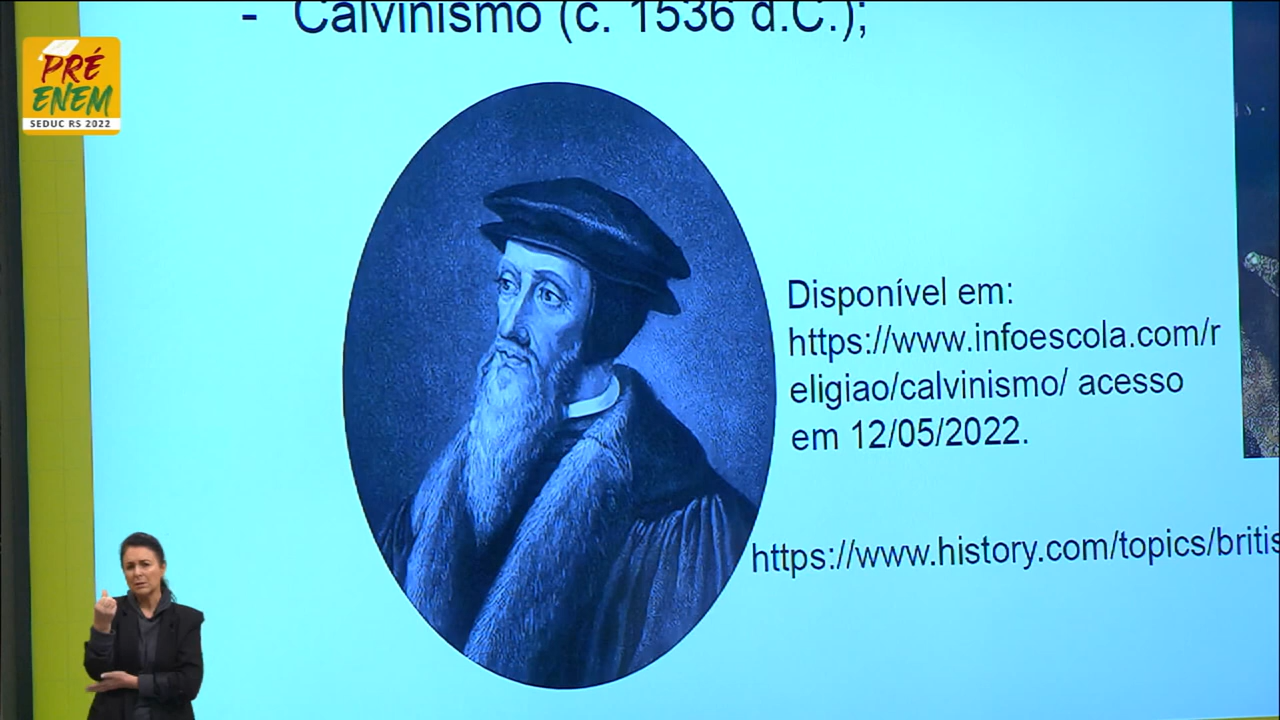 - Calvinismo (c. 1536 d.C.);
PRÉ
ENEM
SEDUC RS 2022
Disponível em:
https://www.infoescola.com/r
eligiao/calvinismo/ acesso
em 12/05/2022.
https://www.history.com/topics/britis